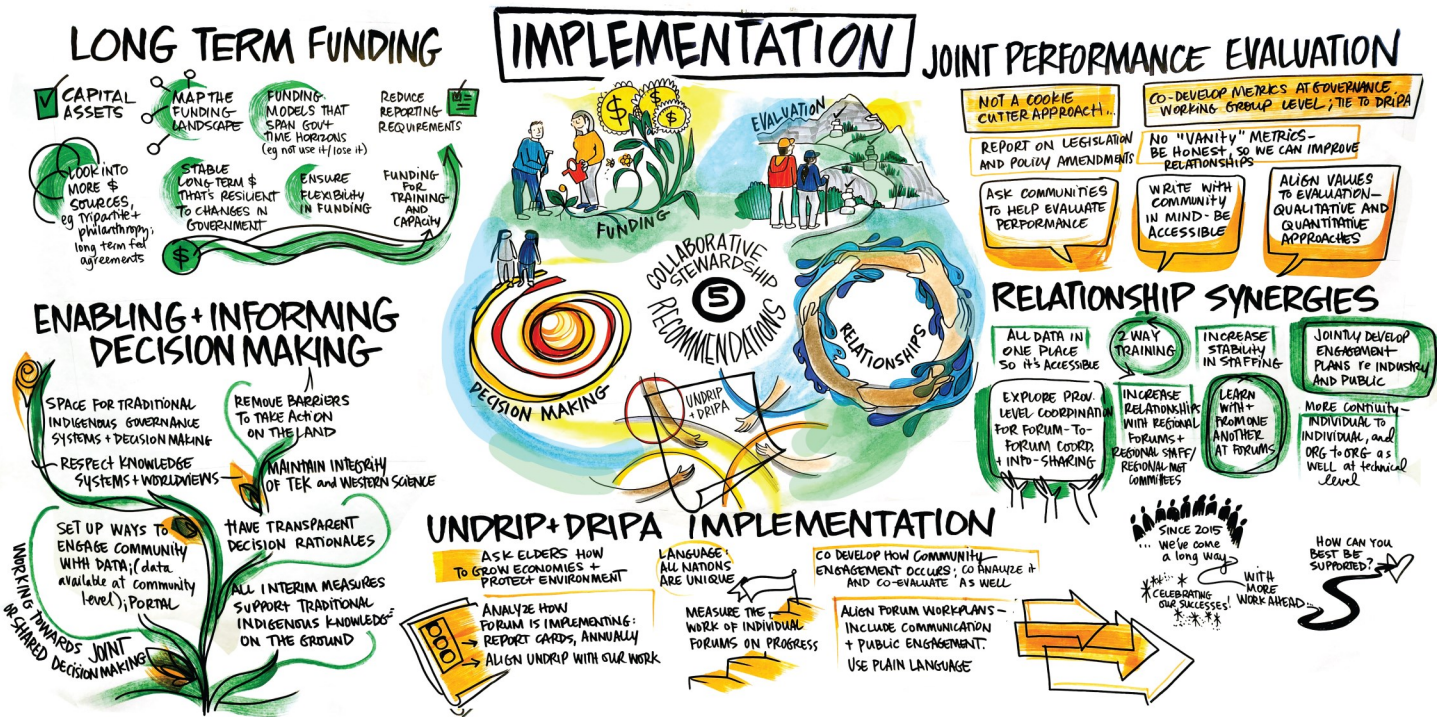 IMPLEMENTATION
LONG TERM FUNDING
CAPITAL
ASSETS
MAP THE
FUNDING
LANDSCAPE
FUNDING
MODELS THAT
SPAN GOV'T
TIME HORIZONS
(eg not use it/lose it)
REDUCE
REPORTING
REQUIREMENTS
LOOK INTO
MORE $
SOURCES,
eg Tripartite +
philanthropy;
long term fed
agreements
STABLE
LONG TERM $
THAT'S RESILIENT
TO CHANGES IN
GOVERNMENT
ENSURE
FLEXIBILITY
IN FUNDING
FUNDING
FOR
TRAINING
AND
CAPACITY
$
ENABLING + INFORMING
DECISION MAKING
SPACE FOR TRADITIONAL
INDIGENOUS GOVERNANCE
SYSTEMS + DECISION MAKING
REMOVE BARRIERS
TO TAKE ACTION
ON THE LAND
RESPECT KNOWLEDGE
SYSTEMS + WORLDVIEWS
MAINTAIN INTEGRITY
OF TEK and WESTERN SCIENCE
SET UP WAYS TO
ENGAGE COMMUNITY
WITH DATA; (data
available at community
level); PORTAL
HAVE TRANSPARENT
DECISION RATIONALES
ALL INTERIM MEASURES
SUPPORT TRADITIONAL
INDIGENOUS KNOWLEDGE
ON THE GROUND
WORKING TOWARDS JOINT
OR SHARED DECISION MAKING
$ $ $
FUNDING
EVALUATION
COLLABORATIVE
STEWARDSHIP
5
RECOMMENDATIONS
DECISION MAKING
RELATIONSHIPS
UNDRIP
+ DRIPA
UNDRIP + DRIPA IMPLEMENTATION
ASK ELDERS HOW
TO GROW ECONOMIES +
PROTECT ENVIRONMENT
LANGUAGE:
ALL NATIONS
ARE UNIQUE
CO DEVELOP HOW COMMUNITY
ENGAGEMENT OCCURS; CO ANALYZE it
AND CO-EVALUATE AS WELL
ANALYZE HOW
FORUM IS IMPLEMENTING:
→ REPORT CARDS, ANNUALLY
→ ALIGN UNDRIP WITH OUR WORK
MEASURE THE
WORK OF INDIVIDUAL
FORUMS ON PROGRESS
ALIGN FORUM WORKPLANS—
INCLUDE COMMUNICATION
+ PUBLIC ENGAGEMENT.
USE PLAIN LANGUAGE
JOINT PERFORMANCE EVALUATION
NOT A COOKIE
CUTTER APPROACH...
CO-DEVELOP METRICS AT GOVERNANCE,
WORKING GROUP LEVEL; TIE TO DRIPA
REPORT ON LEGISLATION
AND POLICY AMENDMENTS
NO "VANITY" METRICS-
BE HONEST, SO WE CAN IMPROVE
RELATIONSHIPS
ASK COMMUNITIES
TO HELP EVALUATE
PERFORMANCE
WRITE WITH
COMMUNITY
IN MIND - BE
ACCESSIBLE
ALIGN VALUES
TO EVALUATION—
QUALITATIVE AND
QUANTITATIVE
APPROACHES
RELATIONSHIP SYNERGIES
ALL DATA IN
ONE PLACE
SO it'S ACCESSIBLE
2 WAY
TRAINING
INCREASE
STABILITY
IN STAFFING
JOINTLY DEVELOP
ENGAGEMENT
PLANS re INDUSTRY
AND PUBLIC
EXPLORE PROV.
LEVEL COORDINATION
FOR FORUM-TO-
FORUM COORD.
+ INFO-SHARING
INCREASE
RELATIONSHIPS
WITH REGIONAL
FORUMS +
REGIONAL STAFF/
REGIONAL MGT
COMMITEES
LEARN
WITH +
FROM ONE
ANOTHER
AT FORUMS
MORE CONTIUITY—
INDIVIDUAL TO
INDIVIDUAL, and
ORG to ORG as
WELL at technical
level
SINCE 2015
... we've come
a long way
CELEBRATING
OUR SUCCESSES!
WITH
MORE
WORK AHEAD...
HOW CAN YOU
BEST BE
SUPPORTED?